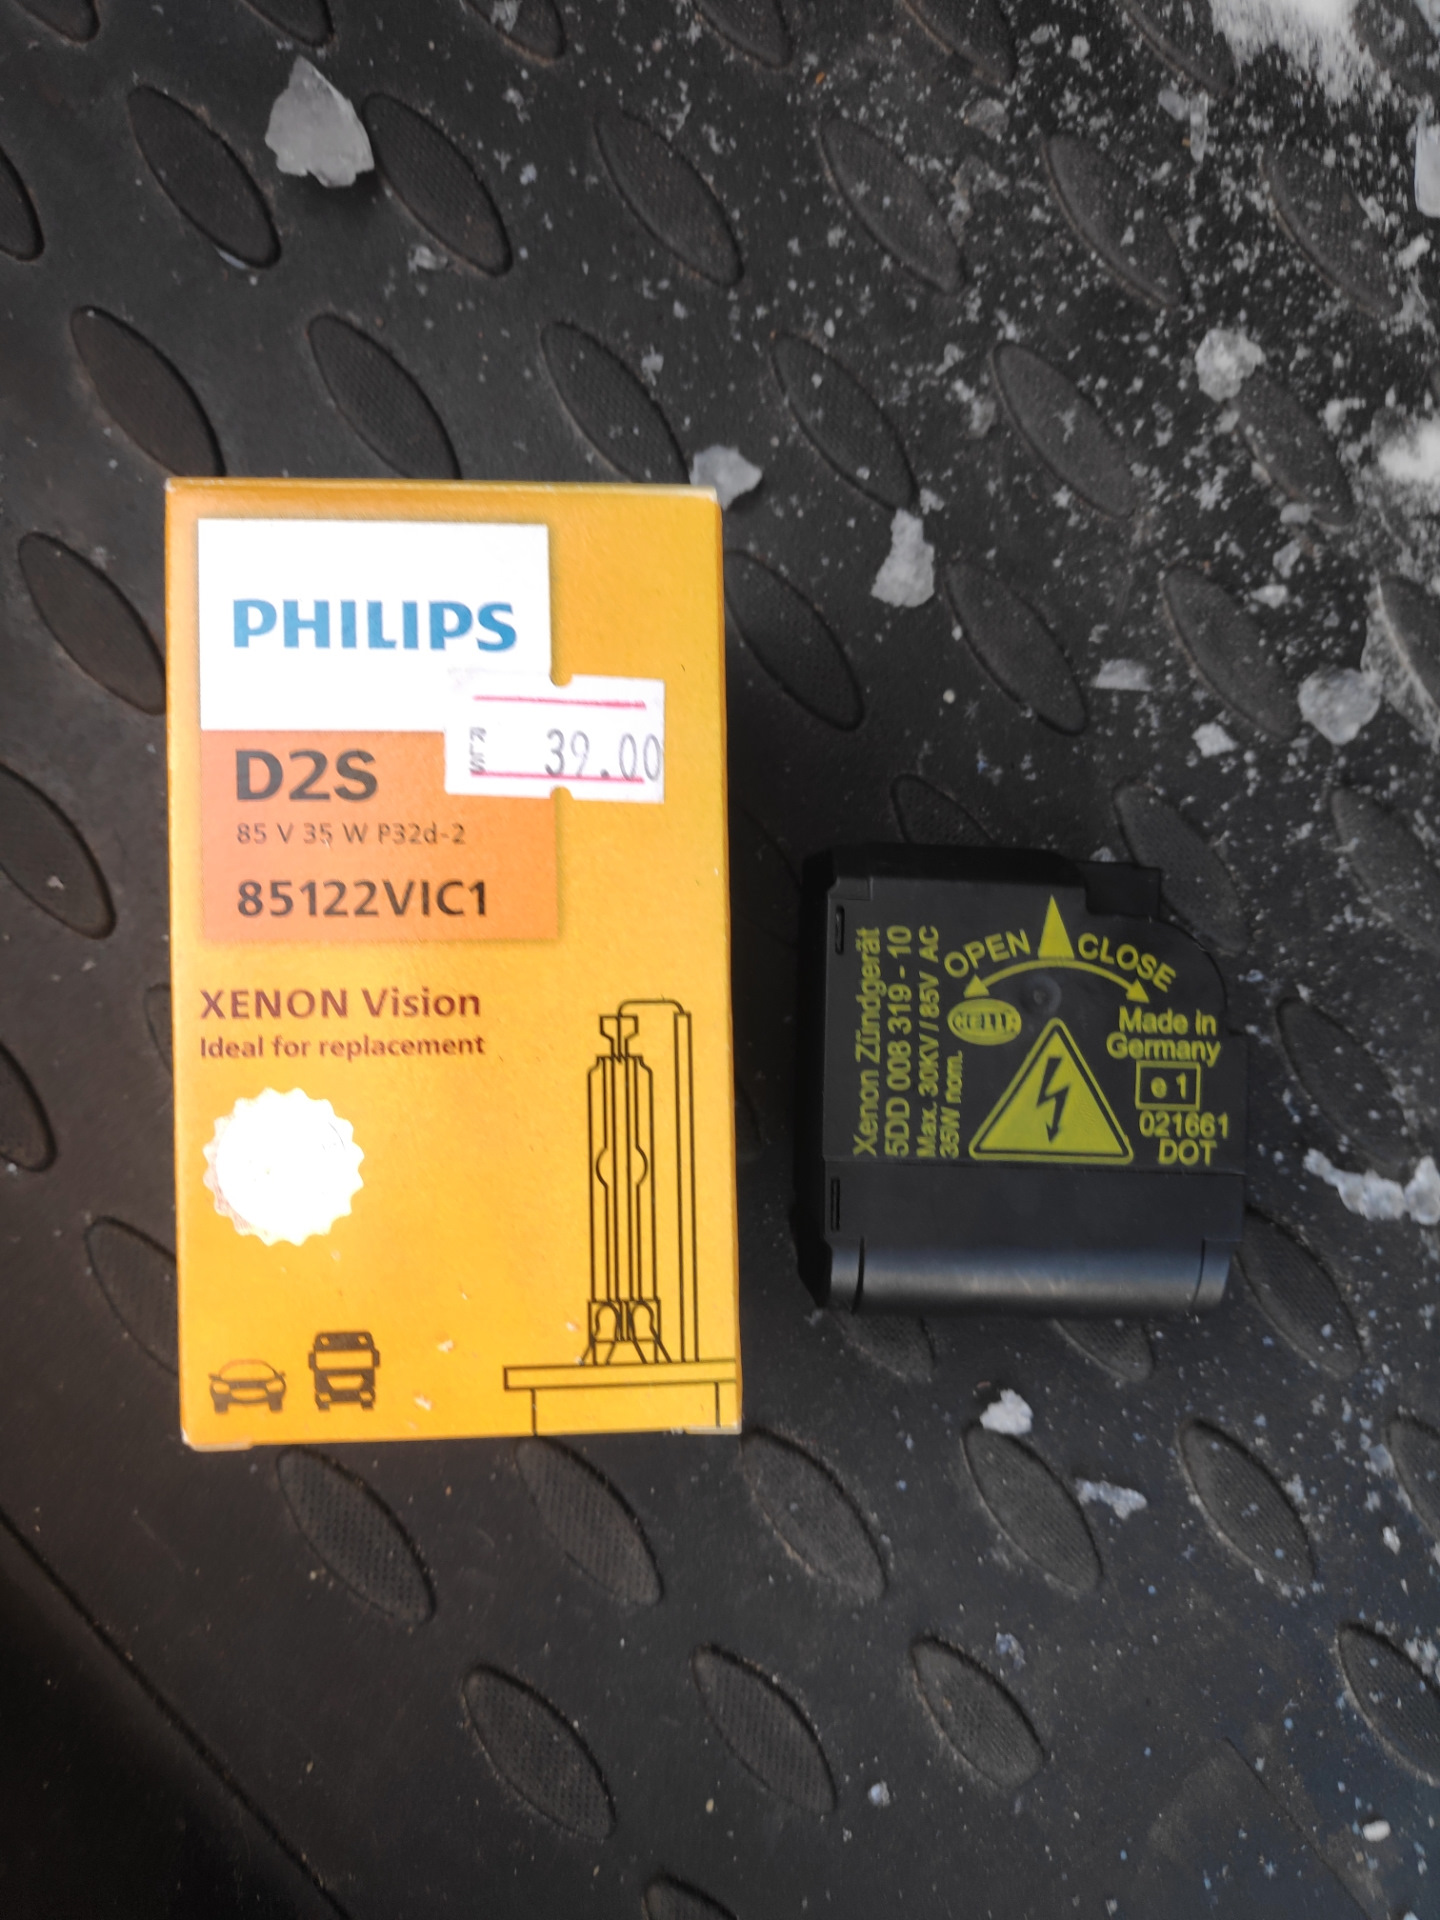 PHILIPS
39.00
D2S
85 V 35 W P32d-2
85122VIC1
XENON Vision
Ideal for replacement
OPEN CLOSE
HELLA
Xenon Zündgerät
5DD 008 319 - 10
Max. 30KV / 85V AC
35W nom.
Made in
Germany
e 1
021661
DOT